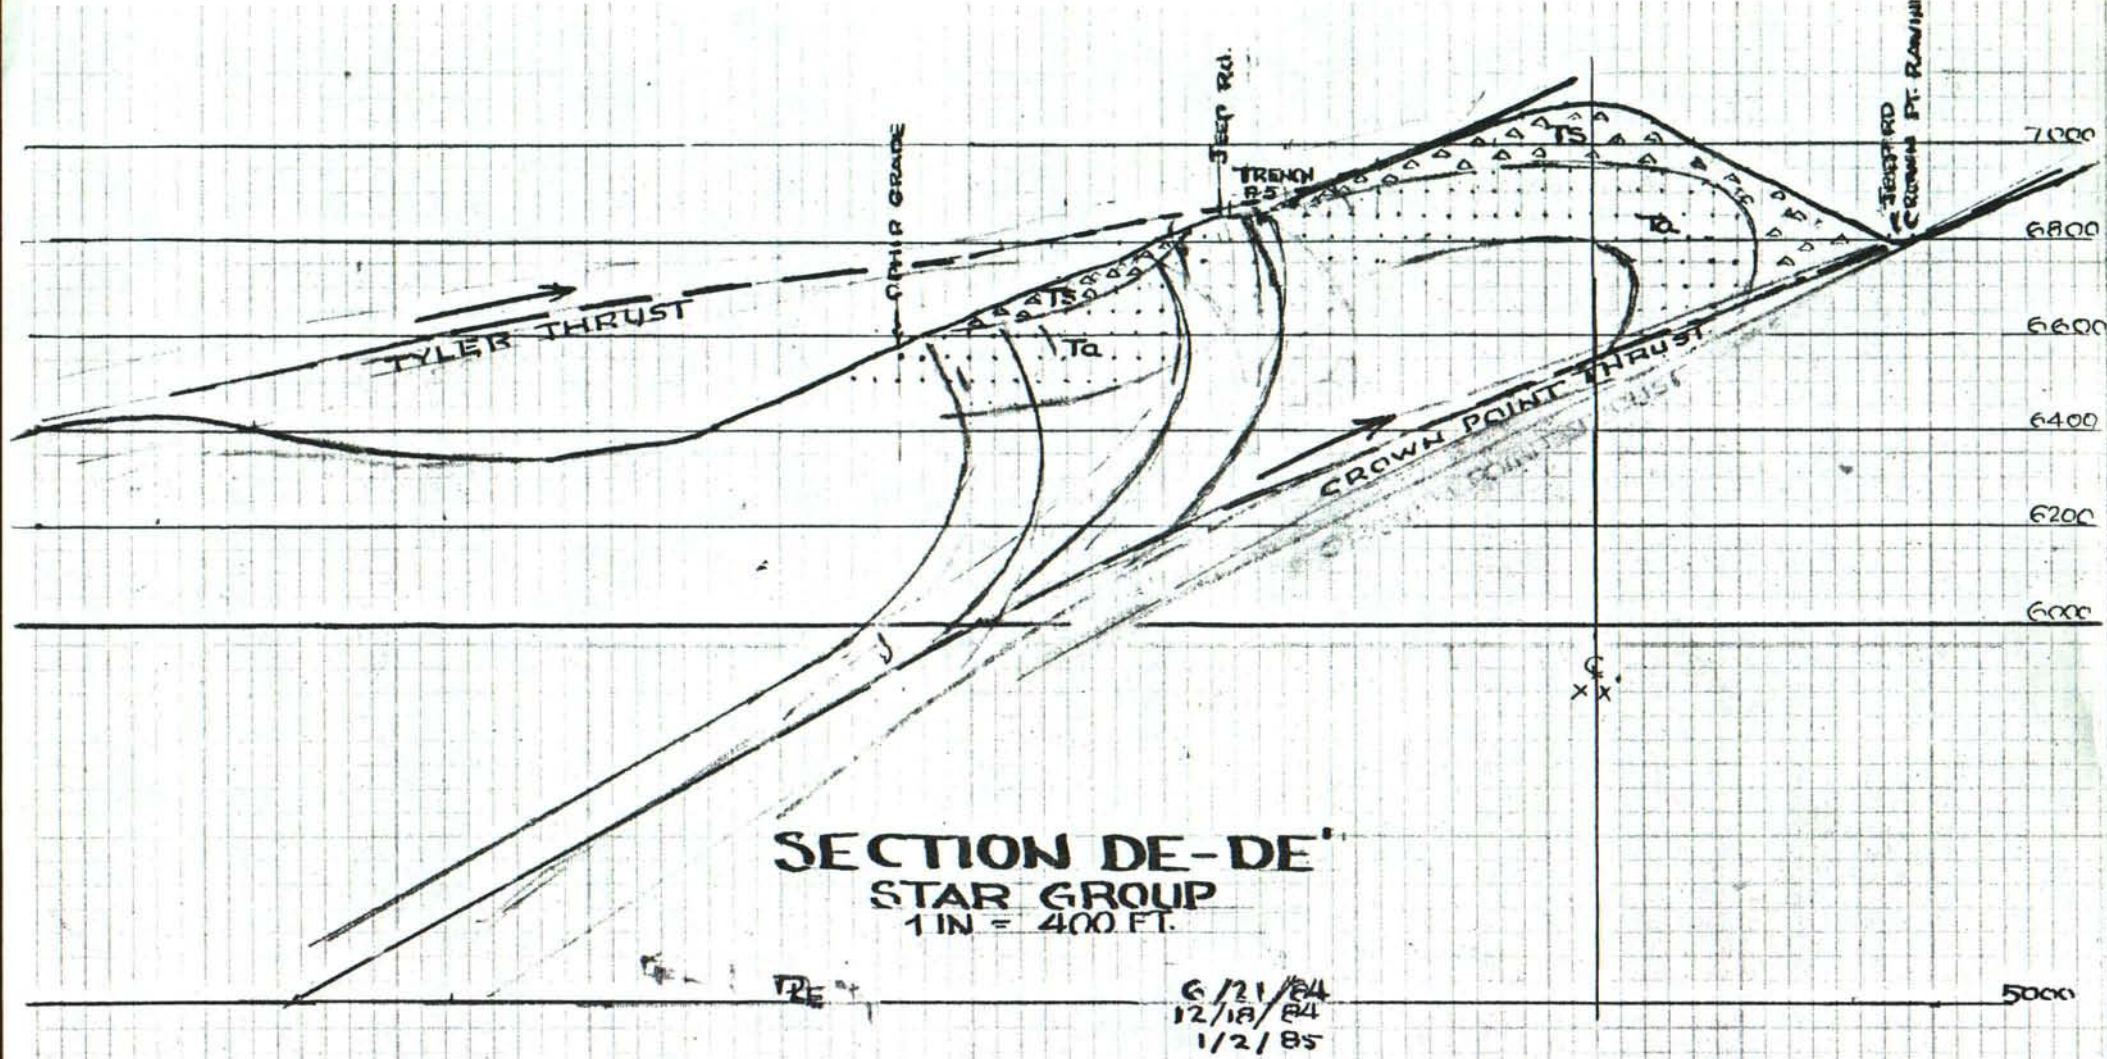 JEEP RD.
OPHIR GRADE
TRENCH
JEEP RD
CROWN PT. RAVINE
7000
Ts
Ta
6800
Ts
TYLER THRUST
Ta
6600
CROWN POINT THRUST
6400
6200
6000
x x'
SECTION DE-DE'
STAR GROUP
1 IN = 400 FT.
6/21/84
12/18/84
1/2/85
5000